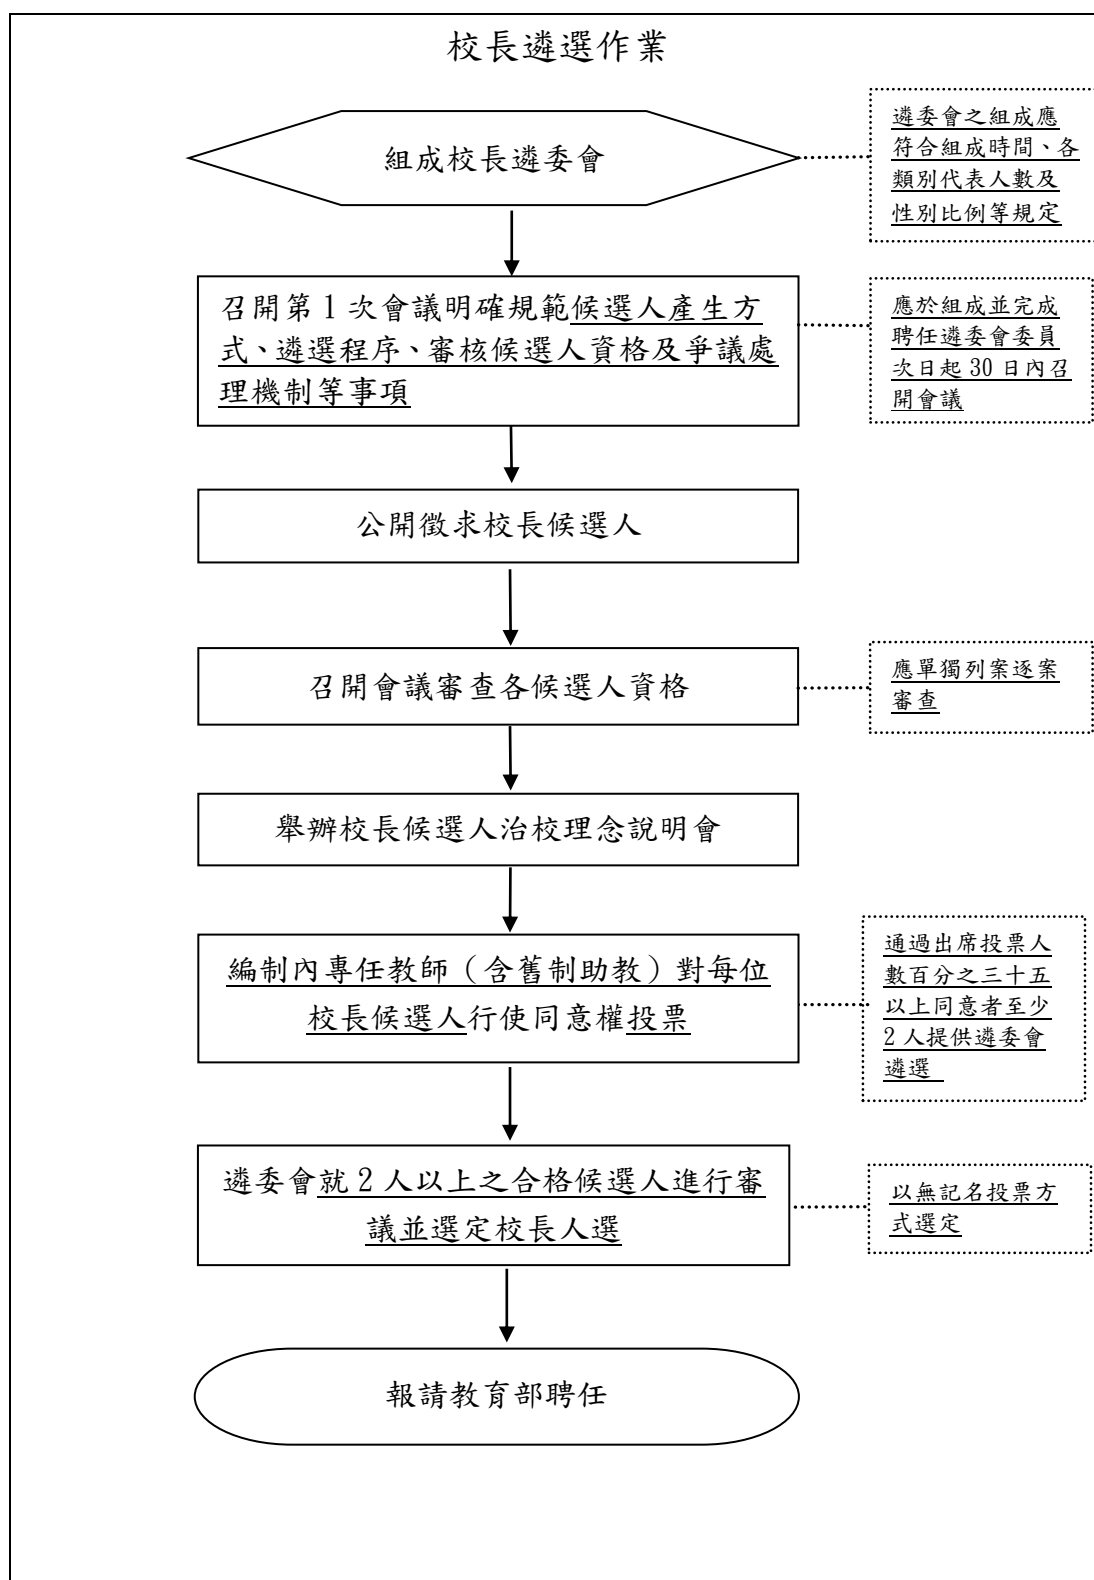 校長遴選作業
組成校長遴委會
遴委會之組成應
符合組成時間、各
類別代表人數及
性別比例等規定
召開第1次會議明確規範候選人產生方
式、遴選程序、審核候選人資格及爭議處
理機制等事項
應於組成並完成
聘任遴委會委員
次日起30日內召
開會議
公開徵求校長候選人
召開會議審查各候選人資格
應單獨列案逐案
審查
舉辦校長候選人治校理念說明會
編制內專任教師（含舊制助教）對每位
校長候選人行使同意權投票
通過出席投票人
數百分之三十五
以上同意者至少
2人提供遴委會
遴選
遴委會就2人以上之合格候選人進行審
議並選定校長人選
以無記名投票方
式選定
報請教育部聘任